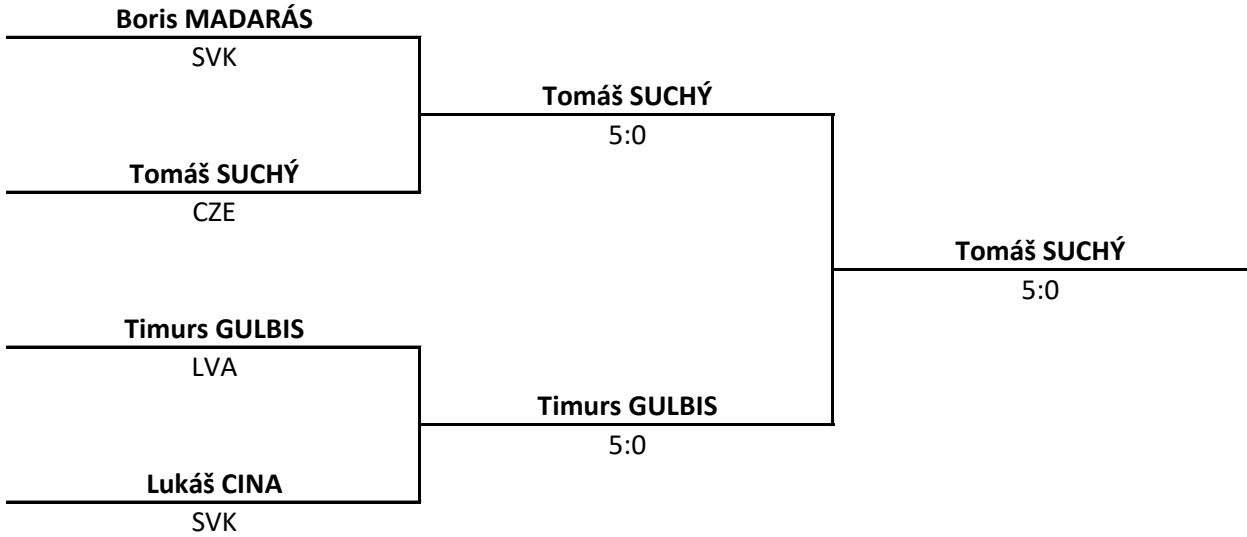 Boris MADARÁS
SVK
Tomáš SUCHÝ
5:0
Tomáš SUCHÝ
CZE
Tomáš SUCHÝ
5:0
Timurs GULBIS
LVA
Timurs GULBIS
5:0
Lukáš CINA
SVK